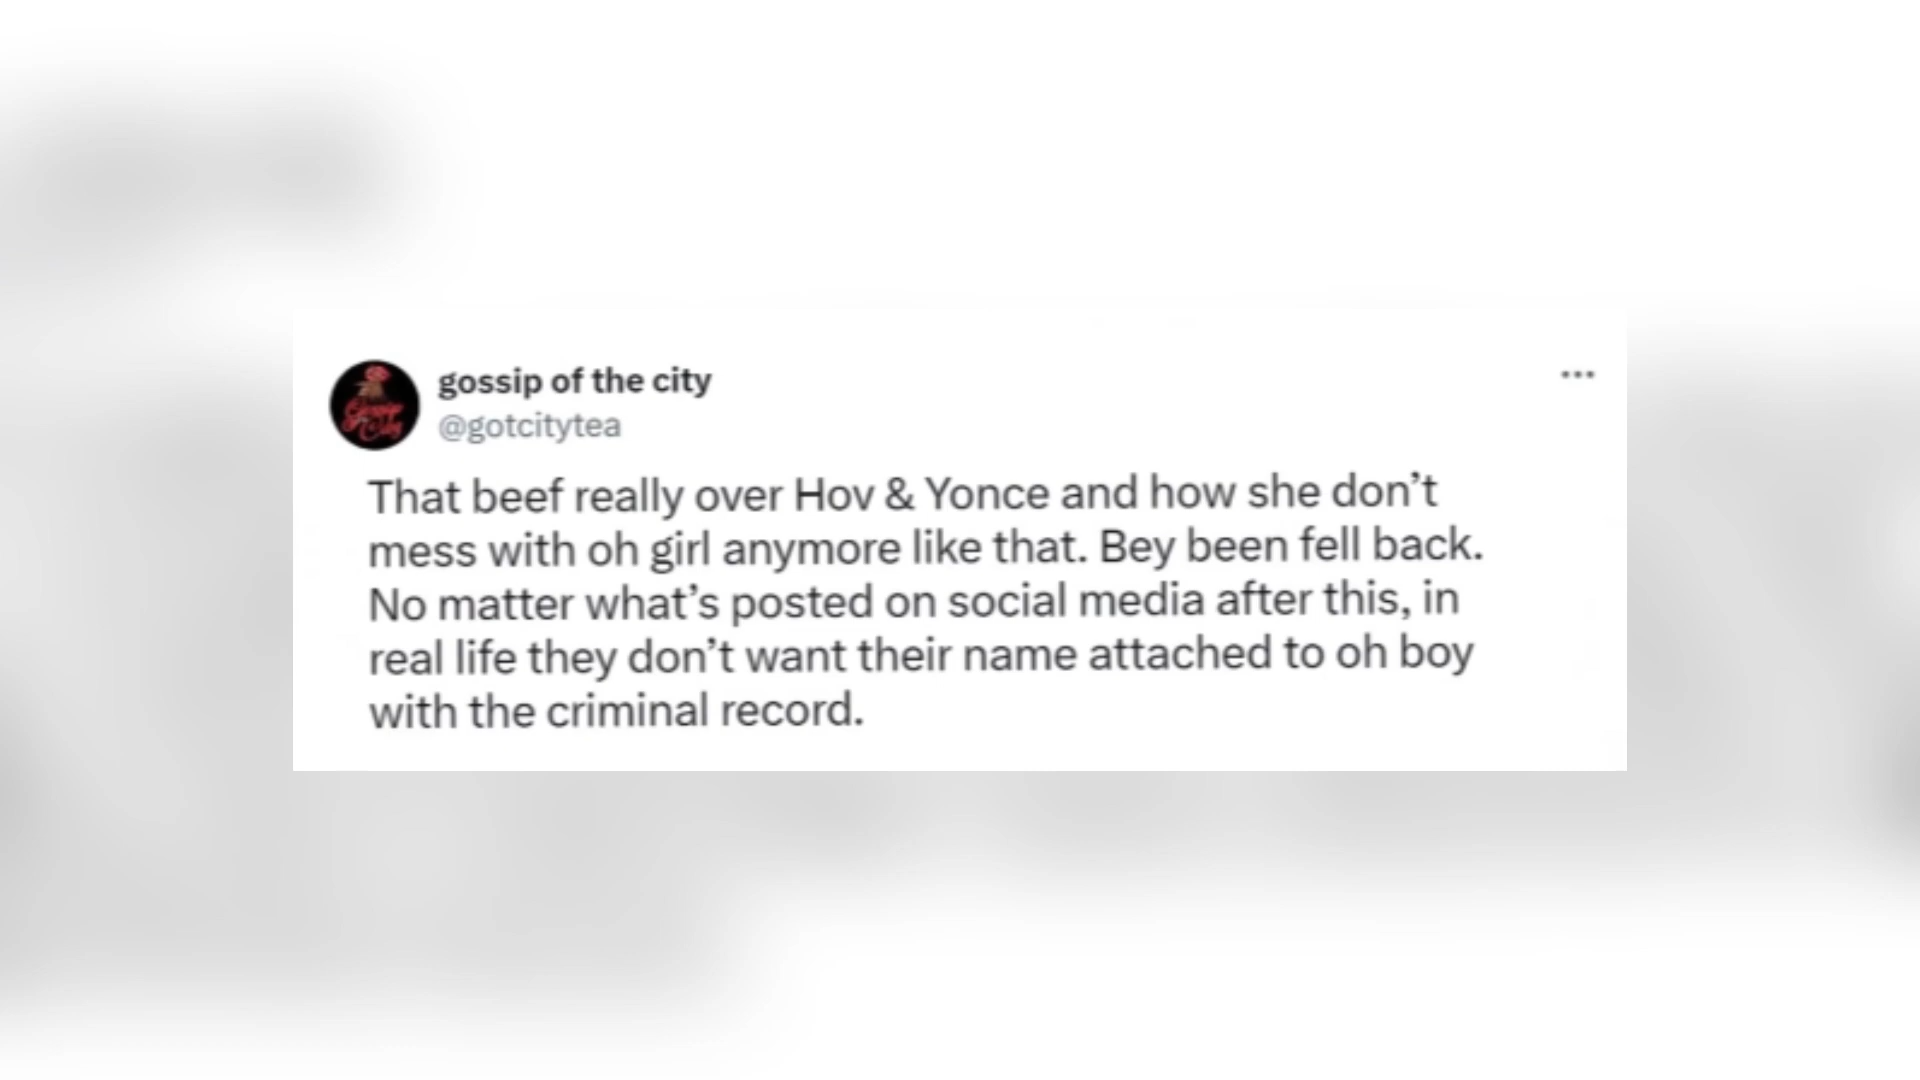 gossip of the city
@gotcitytea
That beef really over Hov & Yonce and how she don’t
mess with oh girl anymore like that. Bey been fell back.
No matter what’s posted on social media after this, in
real life they don’t want their name attached to oh boy
with the criminal record.